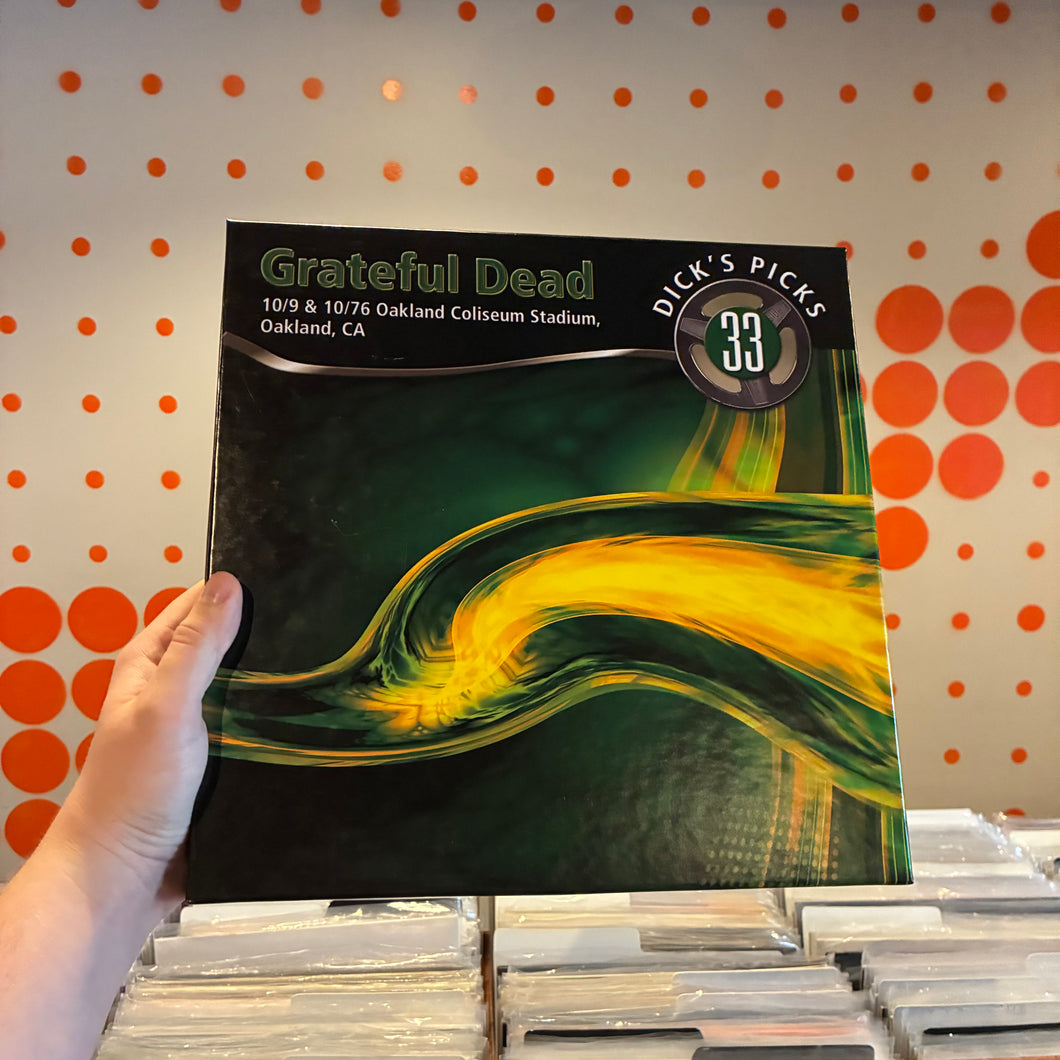 Grateful Dead
10/9 & 10/76 Oakland Coliseum Stadium,
Oakland, CA
DICK'S PICKS
33